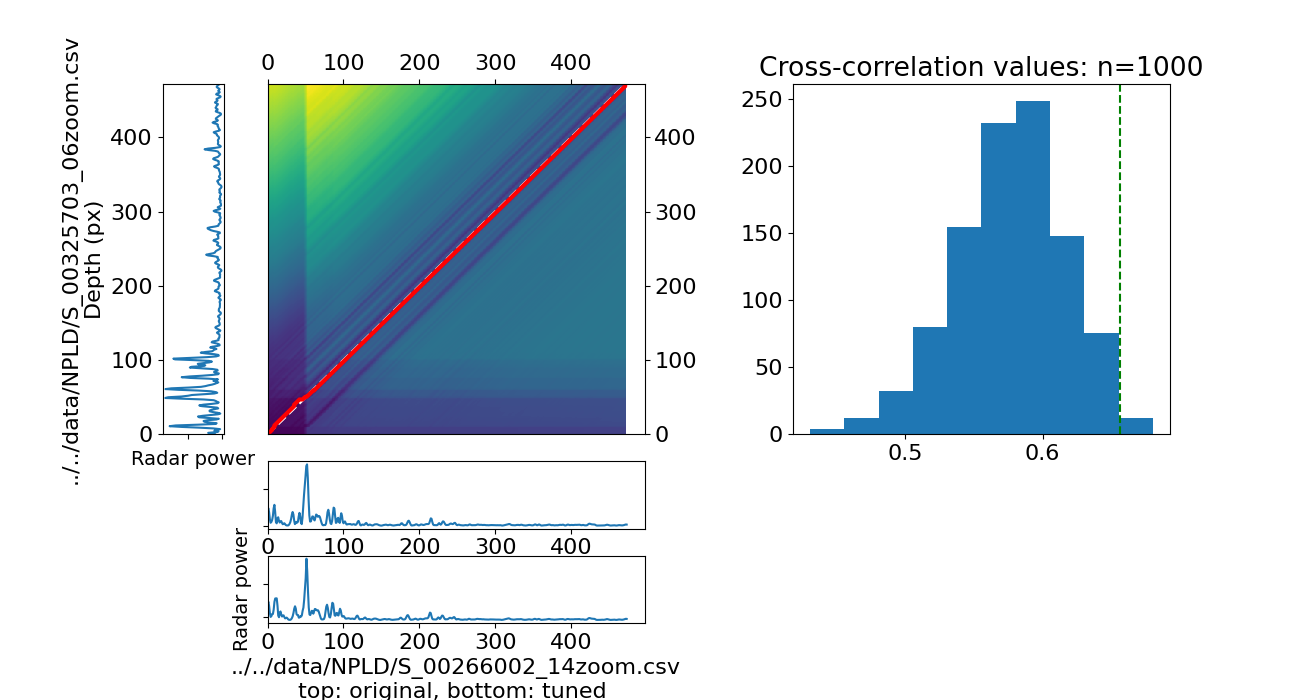 0 100 200 300 400
Cross-correlation values: n=1000
../../data/NPLD/S_00325703_06zoom.csv
Depth (px)
400
300
200
100
0
Radar power
400
300
200
100
0
250
200
150
100
50
0
0.5 0.6
0 100 200 300 400
Radar power
0 100 200 300 400
../../data/NPLD/S_00266002_14zoom.csv
top: original, bottom: tuned